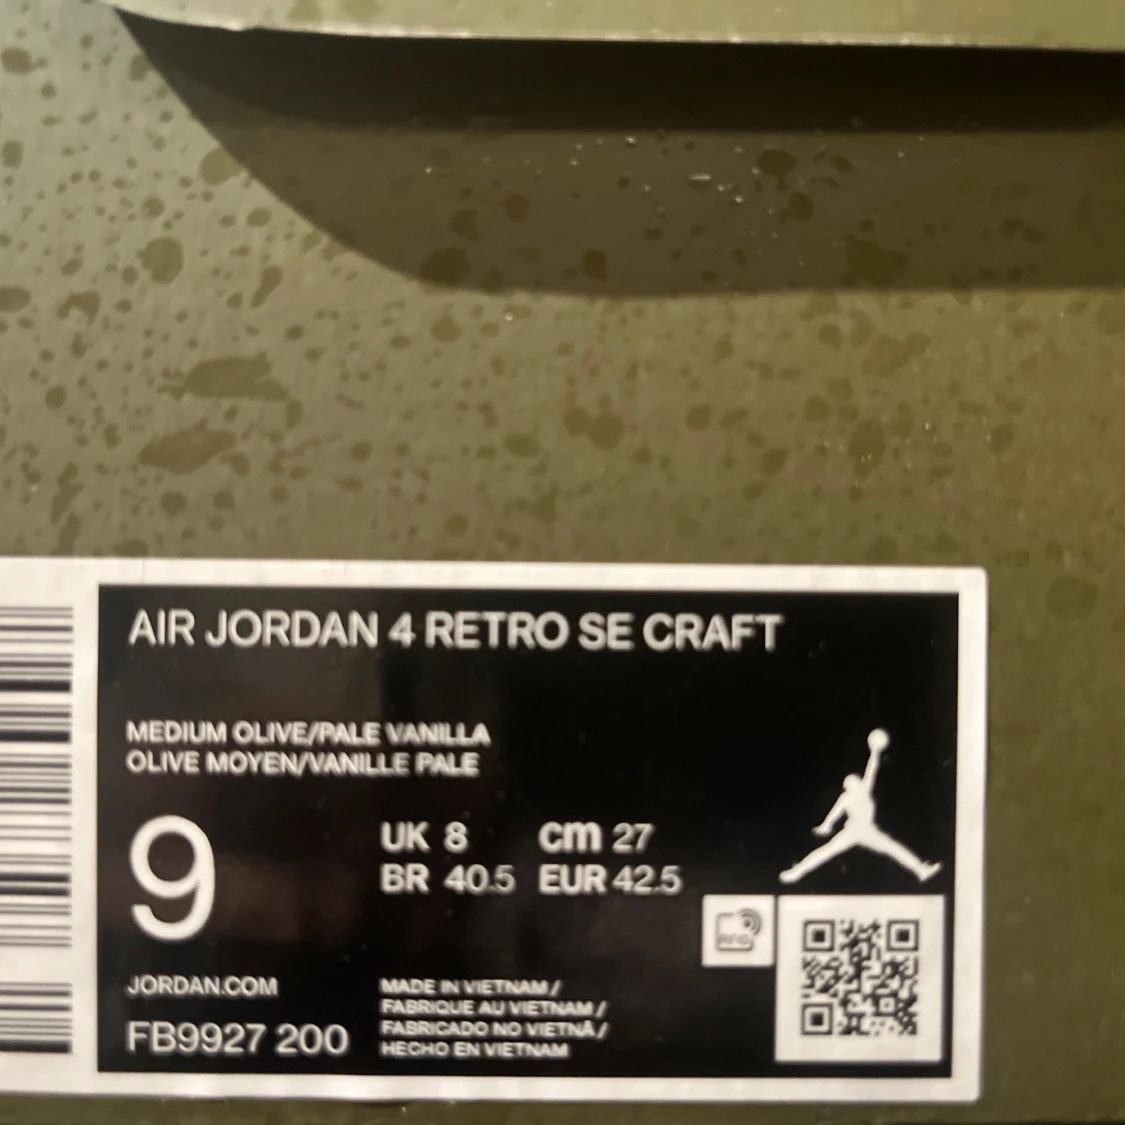 AIR JORDAN 4 RETRO SE CRAFT
MEDIUM OLIVE/PALE VANILLA
OLIVE MOYEN/VANILLE PALE
9
UK 8 cm 27
BR 40.5 EUR 42.5
RFID
JORDAN.COM
FB9927 200
MADE IN VIETNAM /
FABRIQUE AU VIETNAM /
FABRICADO NO VIETNÃ /
HECHO EN VIETNAM